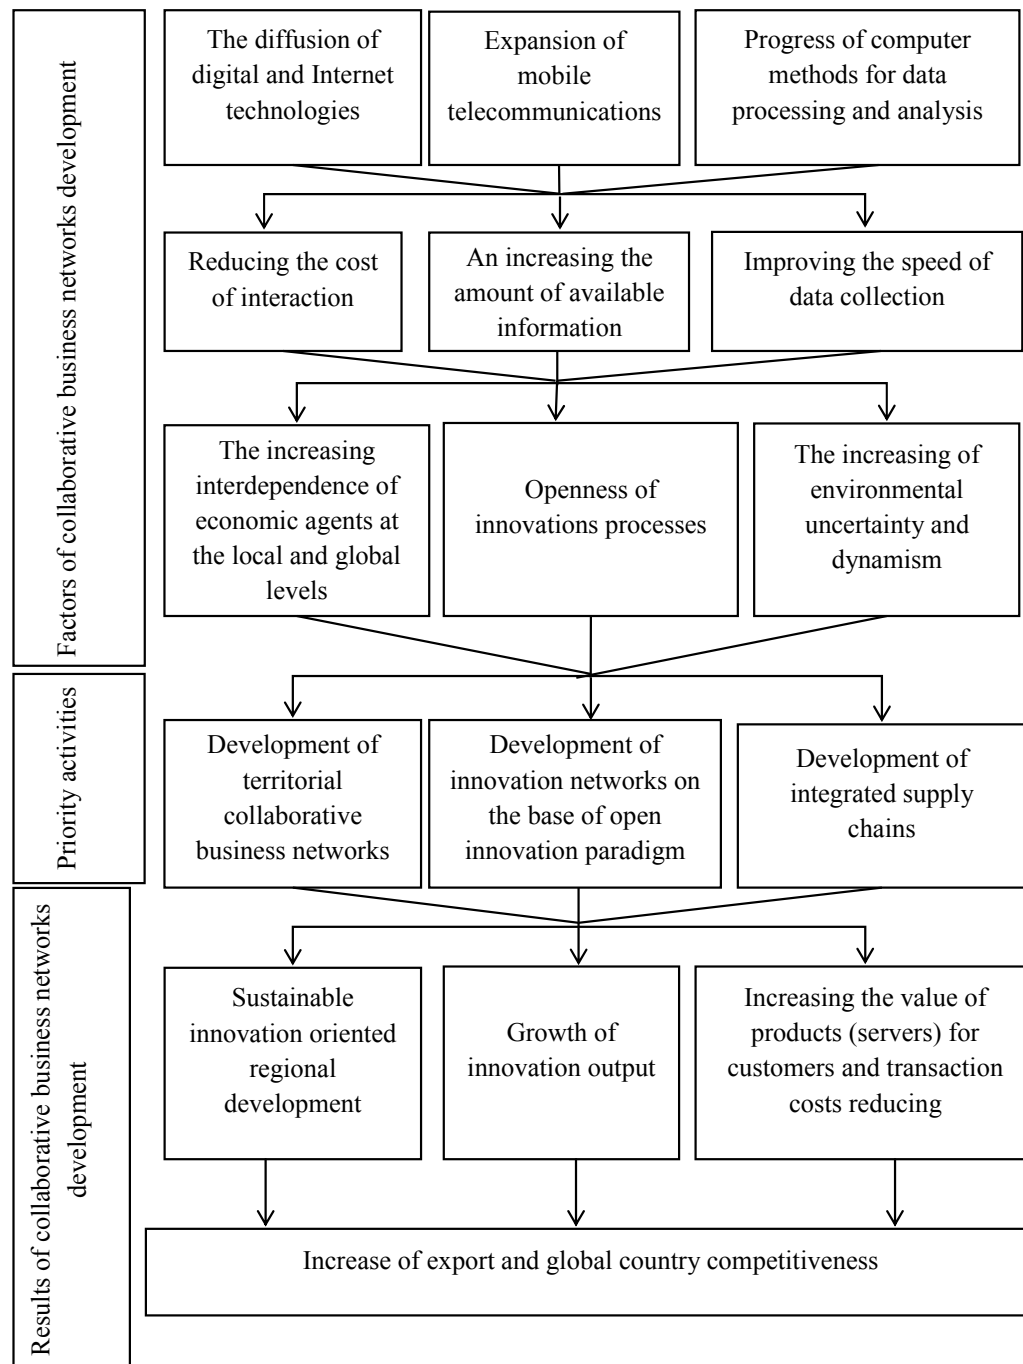 Factors of collaborative business networks development
The diffusion of
digital and Internet
technologies
Expansion of
mobile
telecommunications
Progress of computer
methods for data
processing and analysis
Reducing the cost
of interaction
An increasing the
amount of available
information
Improving the speed of
data collection
The increasing
interdependence of
economic agents at
the local and global
levels
Openness of
innovations processes
The increasing of
environmental
uncertainty and
dynamism
Priority activities
Development of
territorial
collaborative
business networks
Development of
innovation networks on
the base of open
innovation paradigm
Development of
integrated supply
chains
Results of collaborative business networks
development
Sustainable
innovation oriented
regional
development
Growth of
innovation output
Increasing the value of
products (servers) for
customers and transaction
costs reducing
Increase of export and global country competitiveness